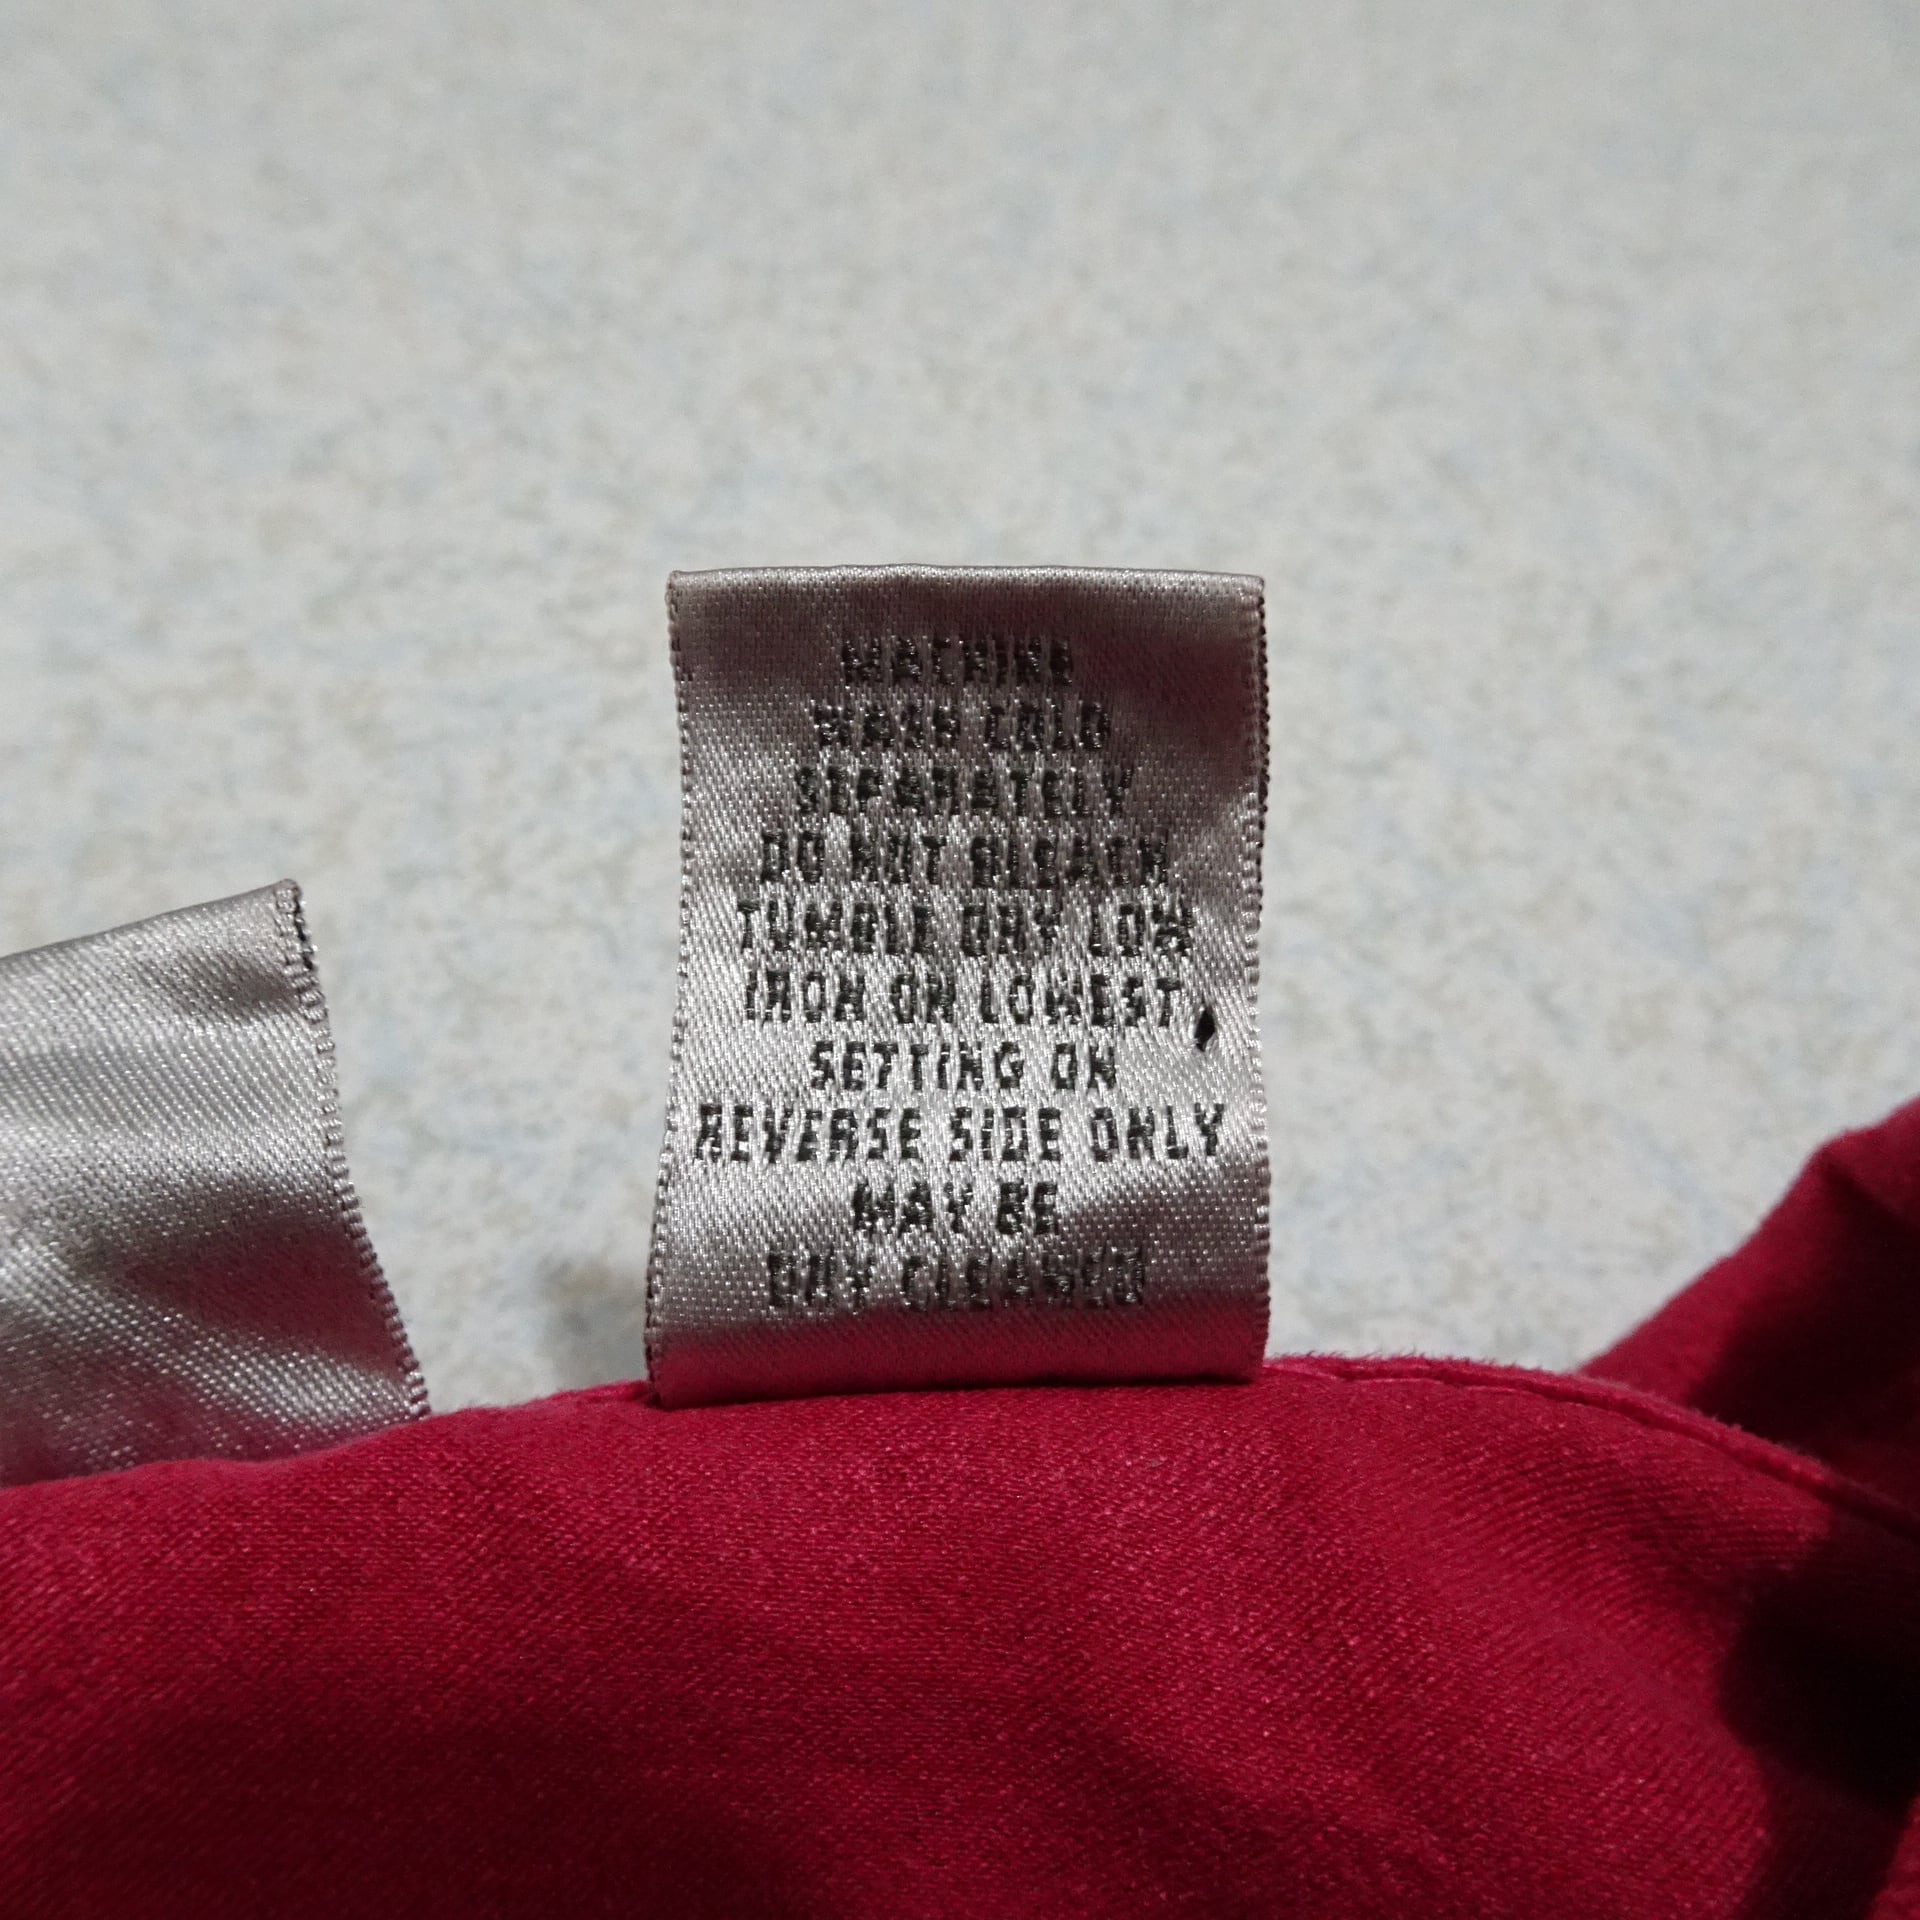 MACHINE
WASH COLD
SEPARATELY
DO NOT BLEACH
TUMBLE DRY LOW
IRON ON LOWEST
SETTING ON
REVERSE SIDE ONLY
MAY BE
DRY CLEANED